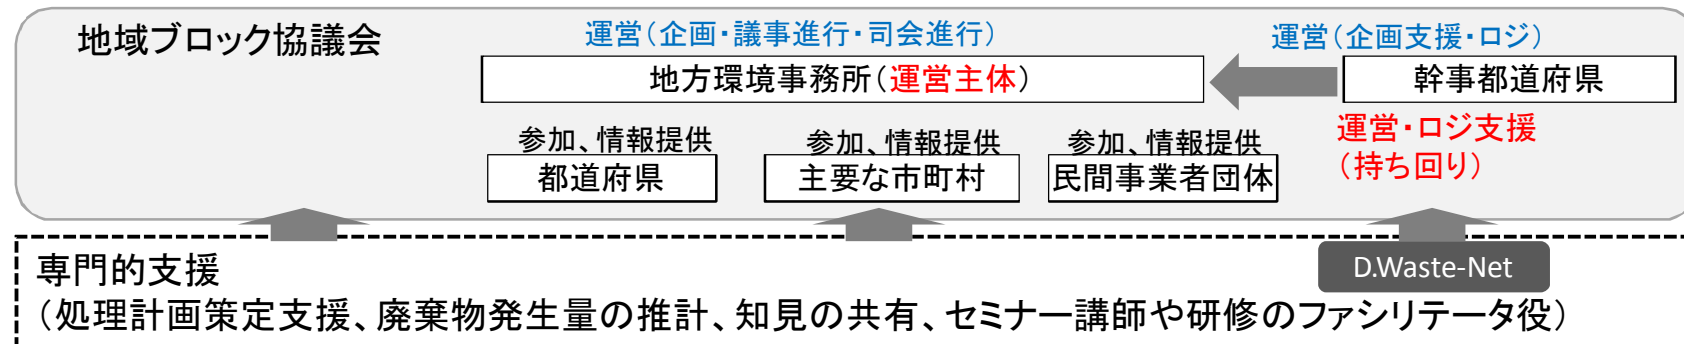 地域ブロック協議会
運営(企画・議事進行・司会進行)
運営(企画支援・ロジ)
地方環境事務所(運営主体)
幹事都道府県
運営・ロジ支援
(持ち回り)
参加、情報提供
都道府県
参加、情報提供
主要な市町村
参加、情報提供
民間事業者団体
D.Waste-Net
専門的支援
(処理計画策定支援、廃棄物発生量の推計、知見の共有、セミナー講師や研修のファシリテータ役)